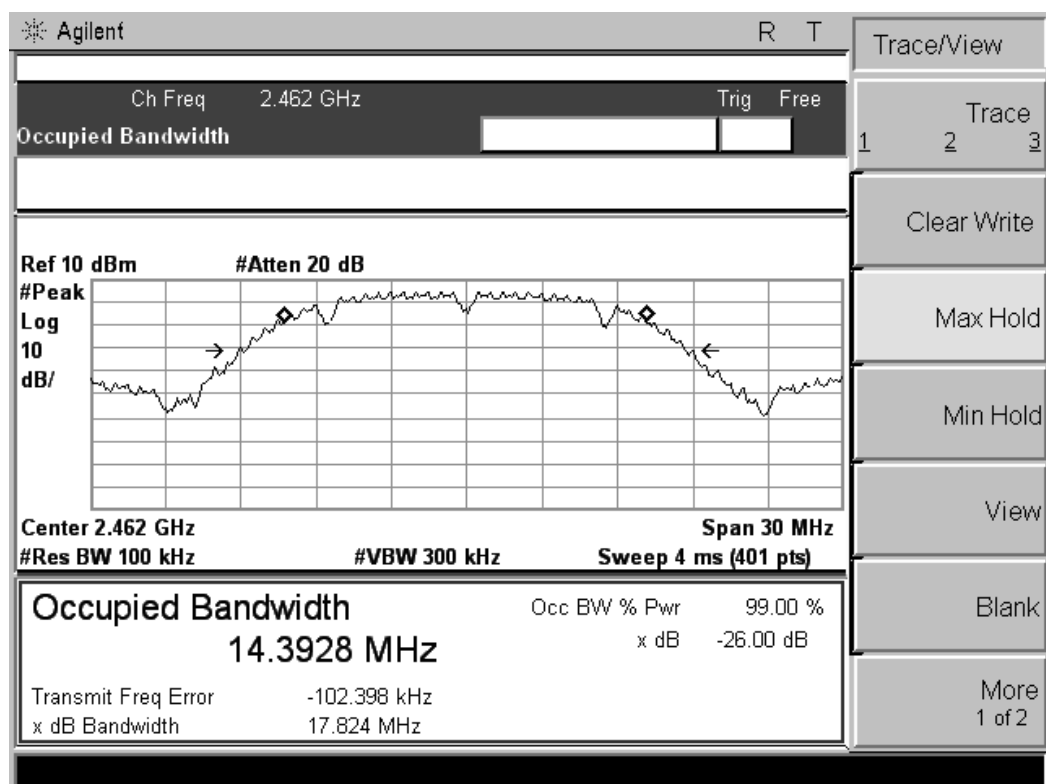 Agilent R T
Trace/View
Ch Freq 2.462 GHz Trig Free
Occupied Bandwidth
Trace
1 2 3
Clear Write
Max Hold
Min Hold
View
Blank
More
1 of 2
Ref 10 dBm #Atten 20 dB
#Peak
Log
10
dB/
Center 2.462 GHz Span 30 MHz
#Res BW 100 kHz #VBW 300 kHz Sweep 4 ms (401 pts)
Occupied Bandwidth Occ BW % Pwr 99.00 %
14.3928 MHz x dB -26.00 dB
Transmit Freq Error -102.398 kHz
x dB Bandwidth 17.824 MHz